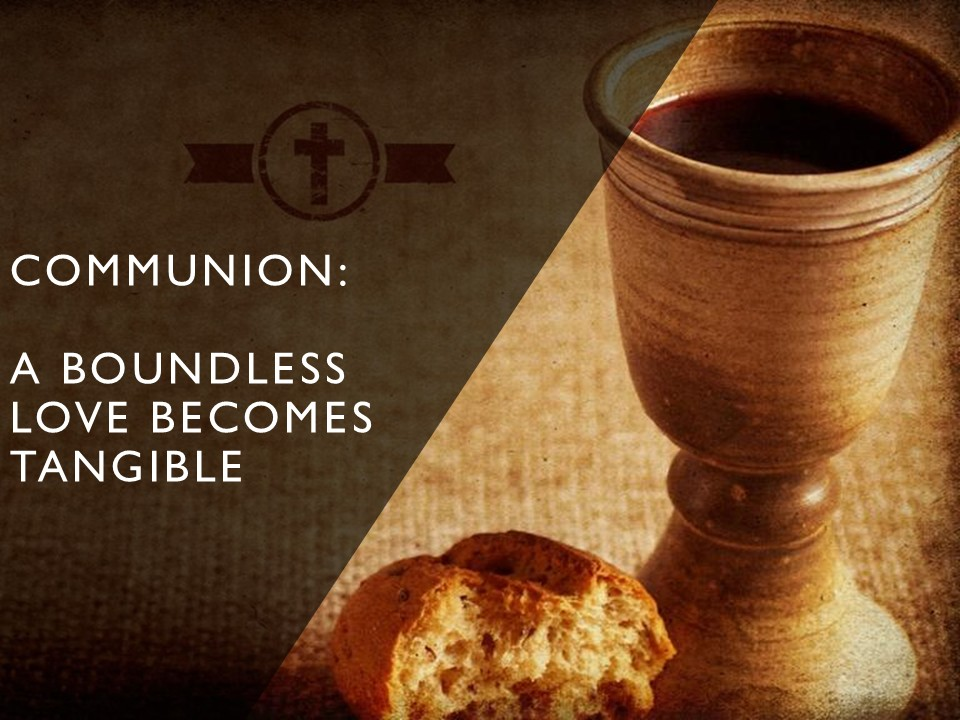 COMMUNION:
A BOUNDLESS
LOVE BECOMES
TANGIBLE